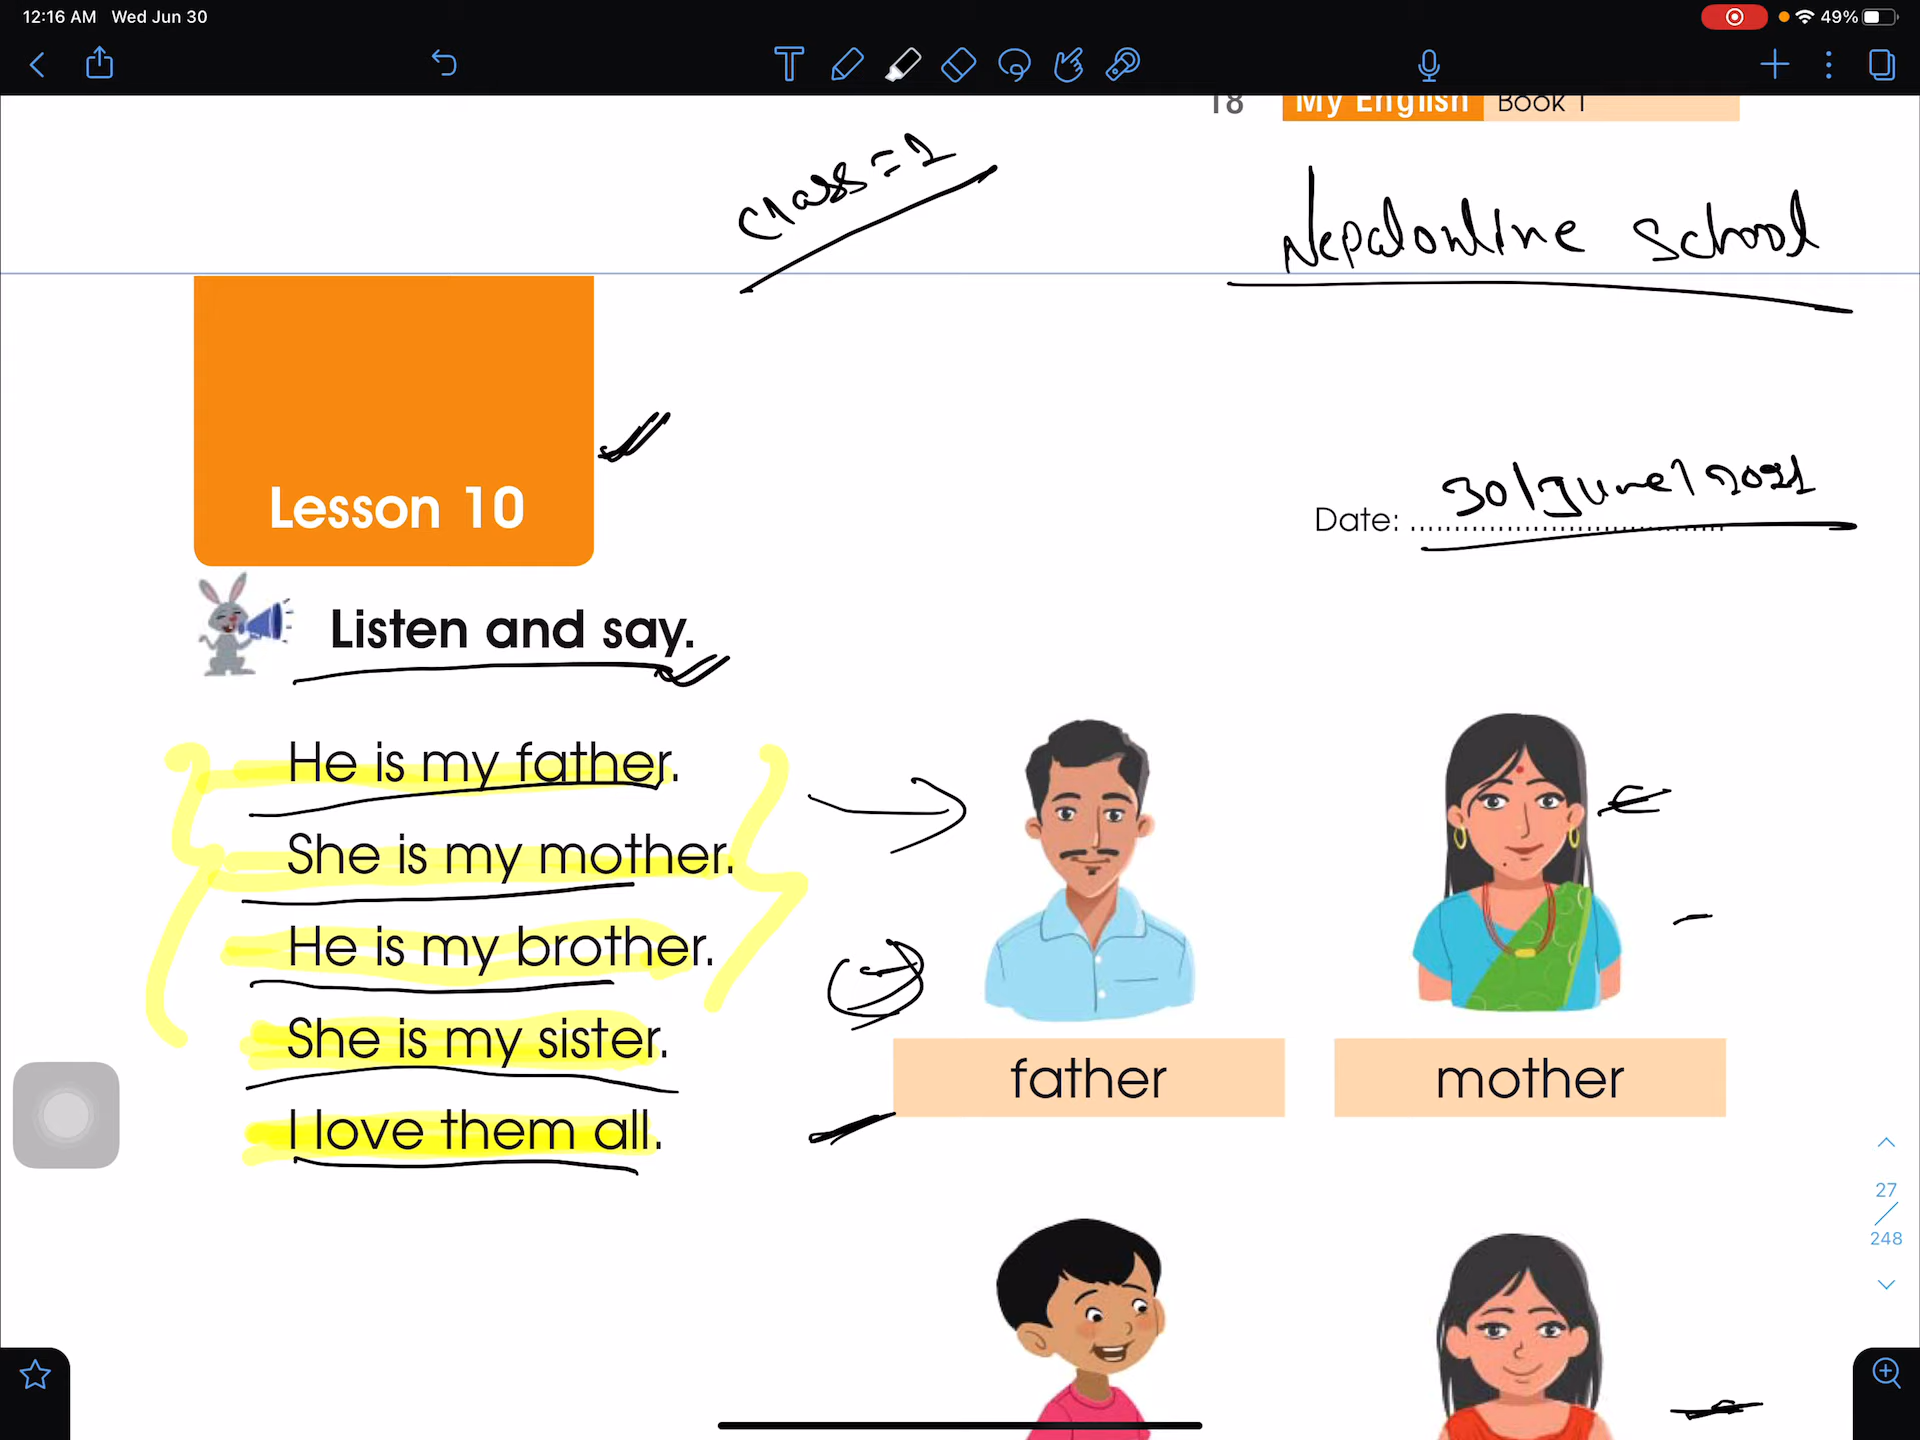 12:16 AM Wed Jun 30
49%
18 My English Book 1
class=1
Nepalonline school
Lesson 10
Date: 30/June/2021
Listen and say.
He is my father.
She is my mother.
He is my brother.
She is my sister.
I love them all.
father
mother
27
248